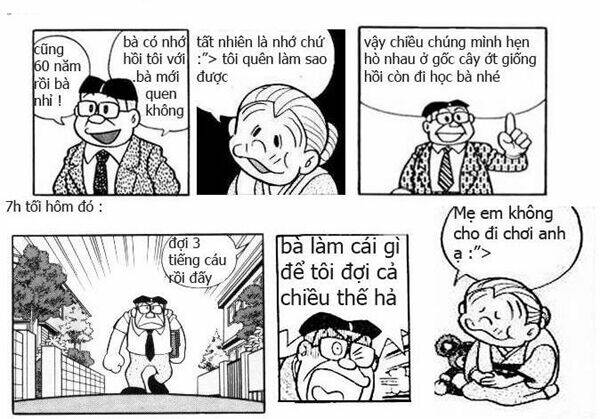 cũng
60 năm
rồi bà
nhỉ !
bà có nhớ
hồi tôi với
bà mới
quen
không
tất nhiên là nhớ chứ
:"> tôi quên làm sao
được
vậy chiều chúng mình hẹn
hò nhau ở gốc cây ớt giống
hồi còn đi học bà nhé
7h tối hôm đó :
đợi 3
tiếng cáu
rồi đấy
bà làm cái gì
để tôi đợi cả
chiều thế hả
Mẹ em không
cho đi chơi anh
ạ :">